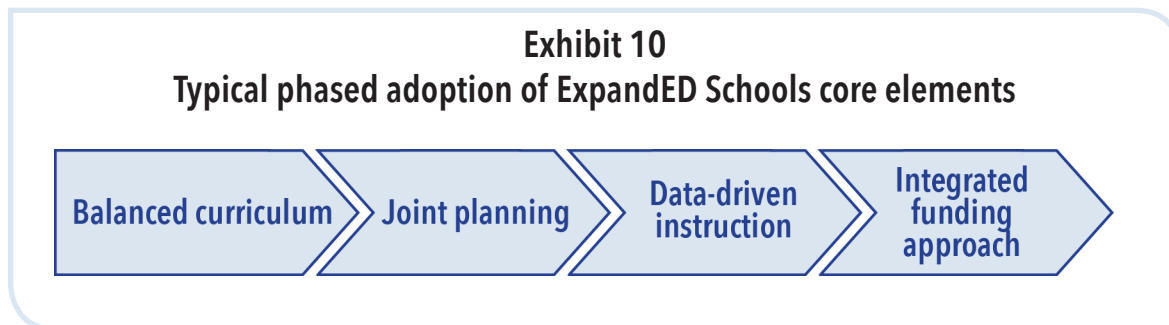 Exhibit 10
Typical phased adoption of ExpandED Schools core elements
Balanced curriculum
Joint planning
Data-driven
instruction
Integrated
funding
approach